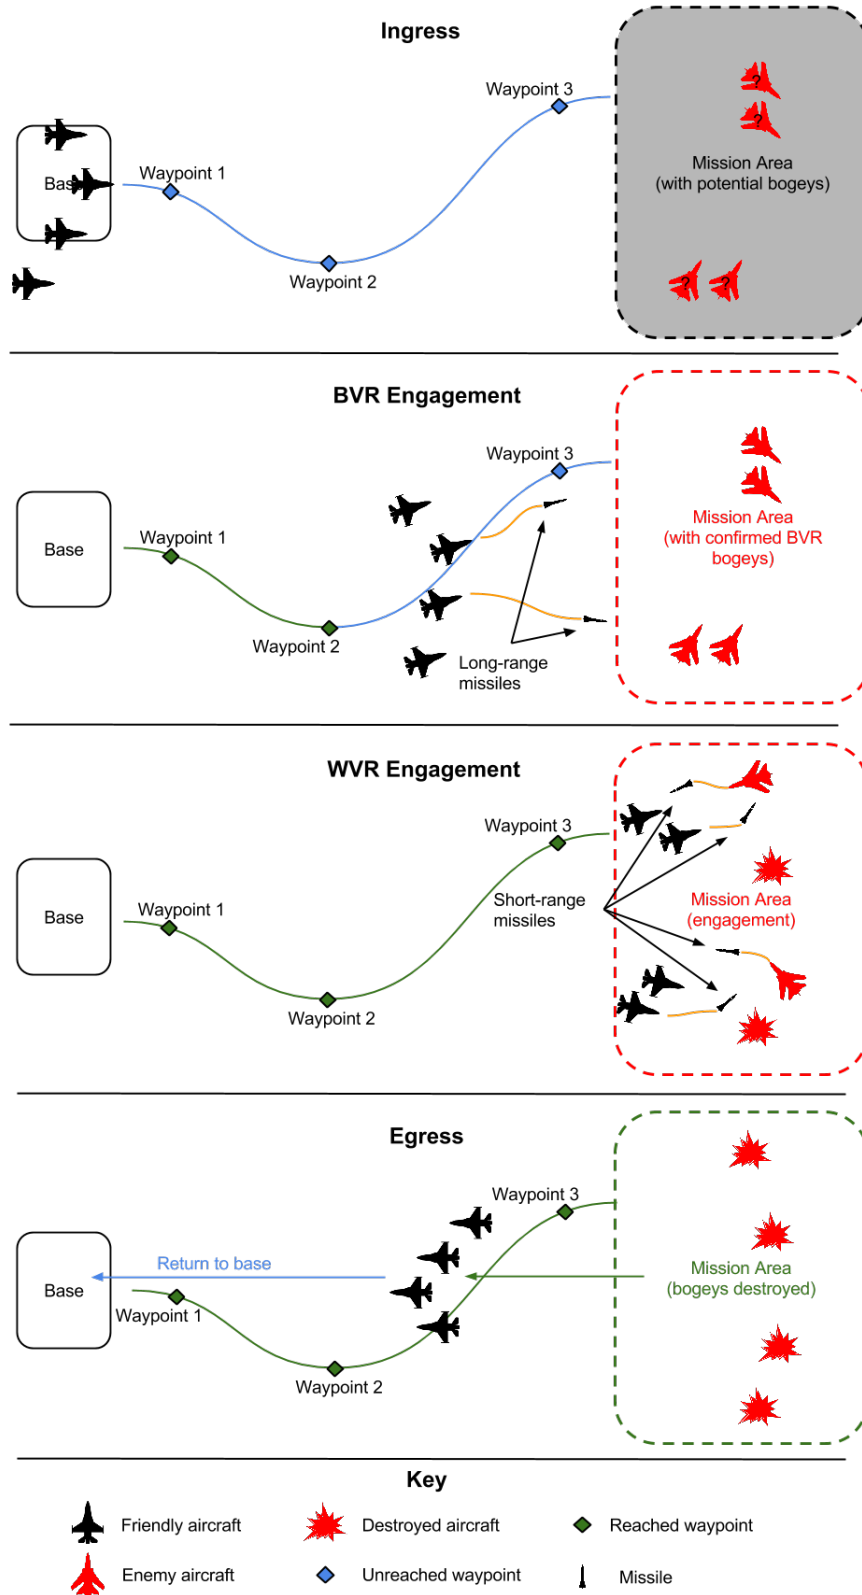 Ingress
Waypoint 3
Waypoint 1
Base
Waypoint 2
Mission Area
(with potential bogeys)
?
?
?
?
BVR Engagement
Waypoint 3
Waypoint 1
Base
Waypoint 2
Long-range
missiles
Mission Area
(with confirmed BVR
bogeys)
WVR Engagement
Waypoint 3
Waypoint 1
Base
Waypoint 2
Short-range
missiles
Mission Area
(engagement)
Egress
Waypoint 3
Return to base
Base
Waypoint 1
Waypoint 2
Mission Area
(bogeys destroyed)
Key
Friendly aircraft
Destroyed aircraft
Reached waypoint
Enemy aircraft
Unreached waypoint
Missile